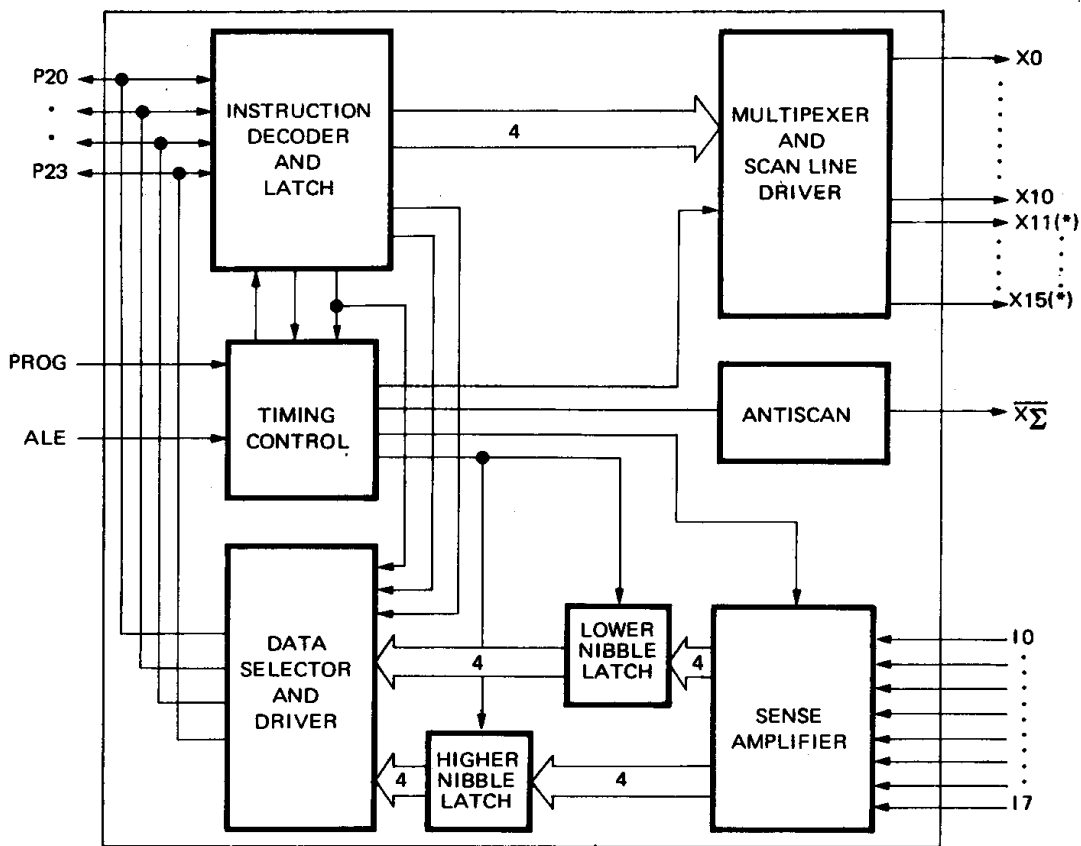 P20
P23
INSTRUCTION
DECODER
AND
LATCH
4
MULTIPEXER
AND
SCAN LINE
DRIVER
X0
X10
X11(*)
X15(*)
PROG
ALE
TIMING
CONTROL
ANTISCAN
X̅Σ̅
DATA
SELECTOR
AND
DRIVER
4
LOWER
NIBBLE
LATCH
4
4
HIGHER
NIBBLE
LATCH
4
SENSE
AMPLIFIER
I0
I7